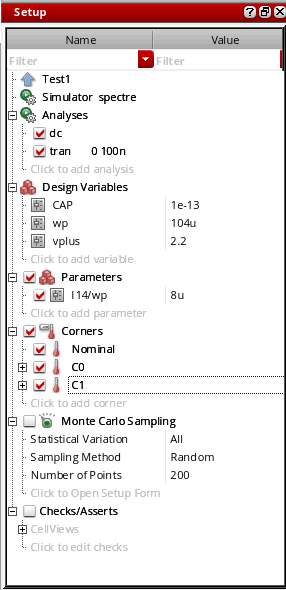 Setup
Name Value
Filter Filter
Test1
Simulator spectre
Analyses
dc
tran 0 100n
Click to add analysis
Design Variables
CAP 1e-13
wp 104u
vplus 2.2
Click to add variable
Parameters
I14/wp 8u
Click to add parameter
Corners
Nominal
C0
C1
Click to add corner
Monte Carlo Sampling
Statistical Variation All
Sampling Method Random
Number of Points 200
Click to Open Setup Form
Checks/Asserts
CellViews
Click to edit checks